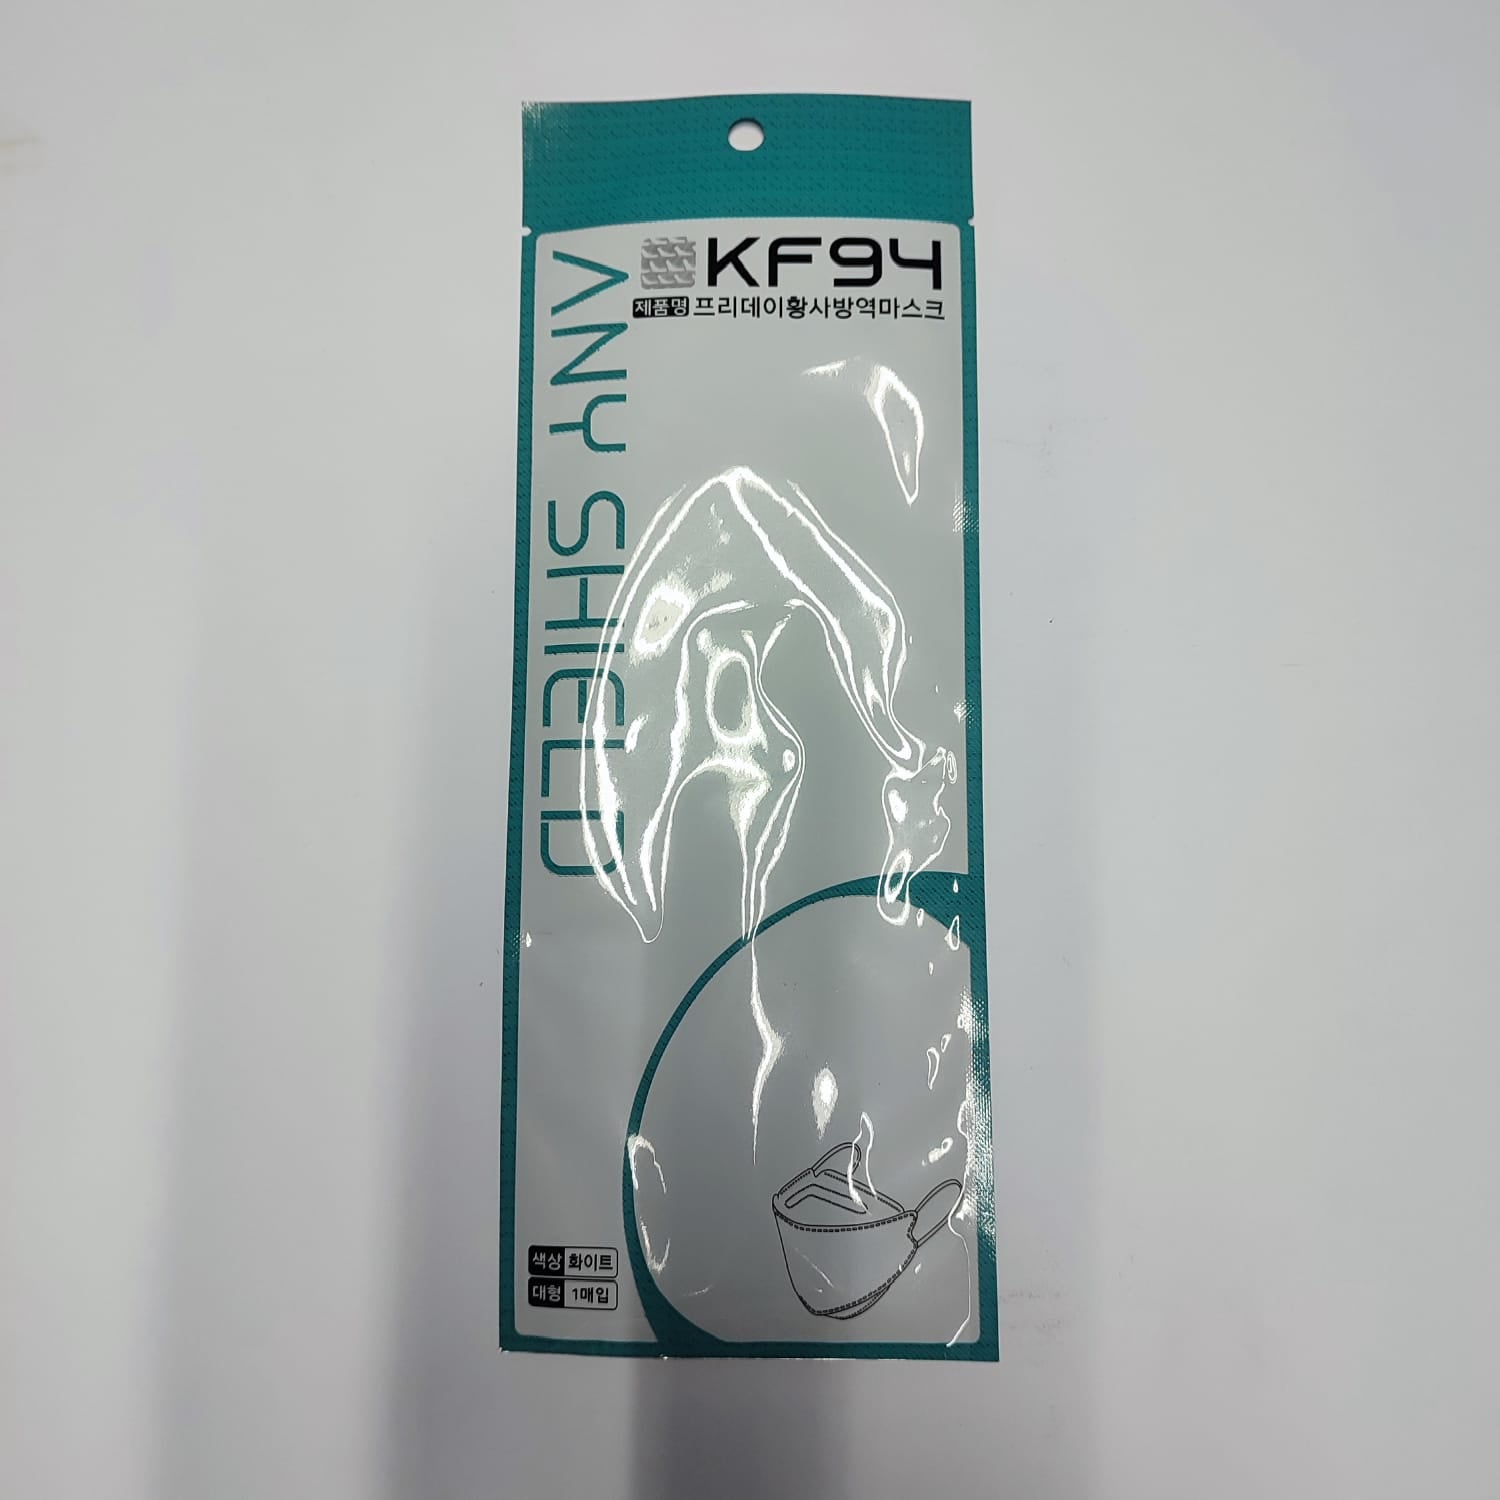 KF94
제품명 프리데이황사방역마스크
ANY SHIELD
색상 화이트
대형 1매입